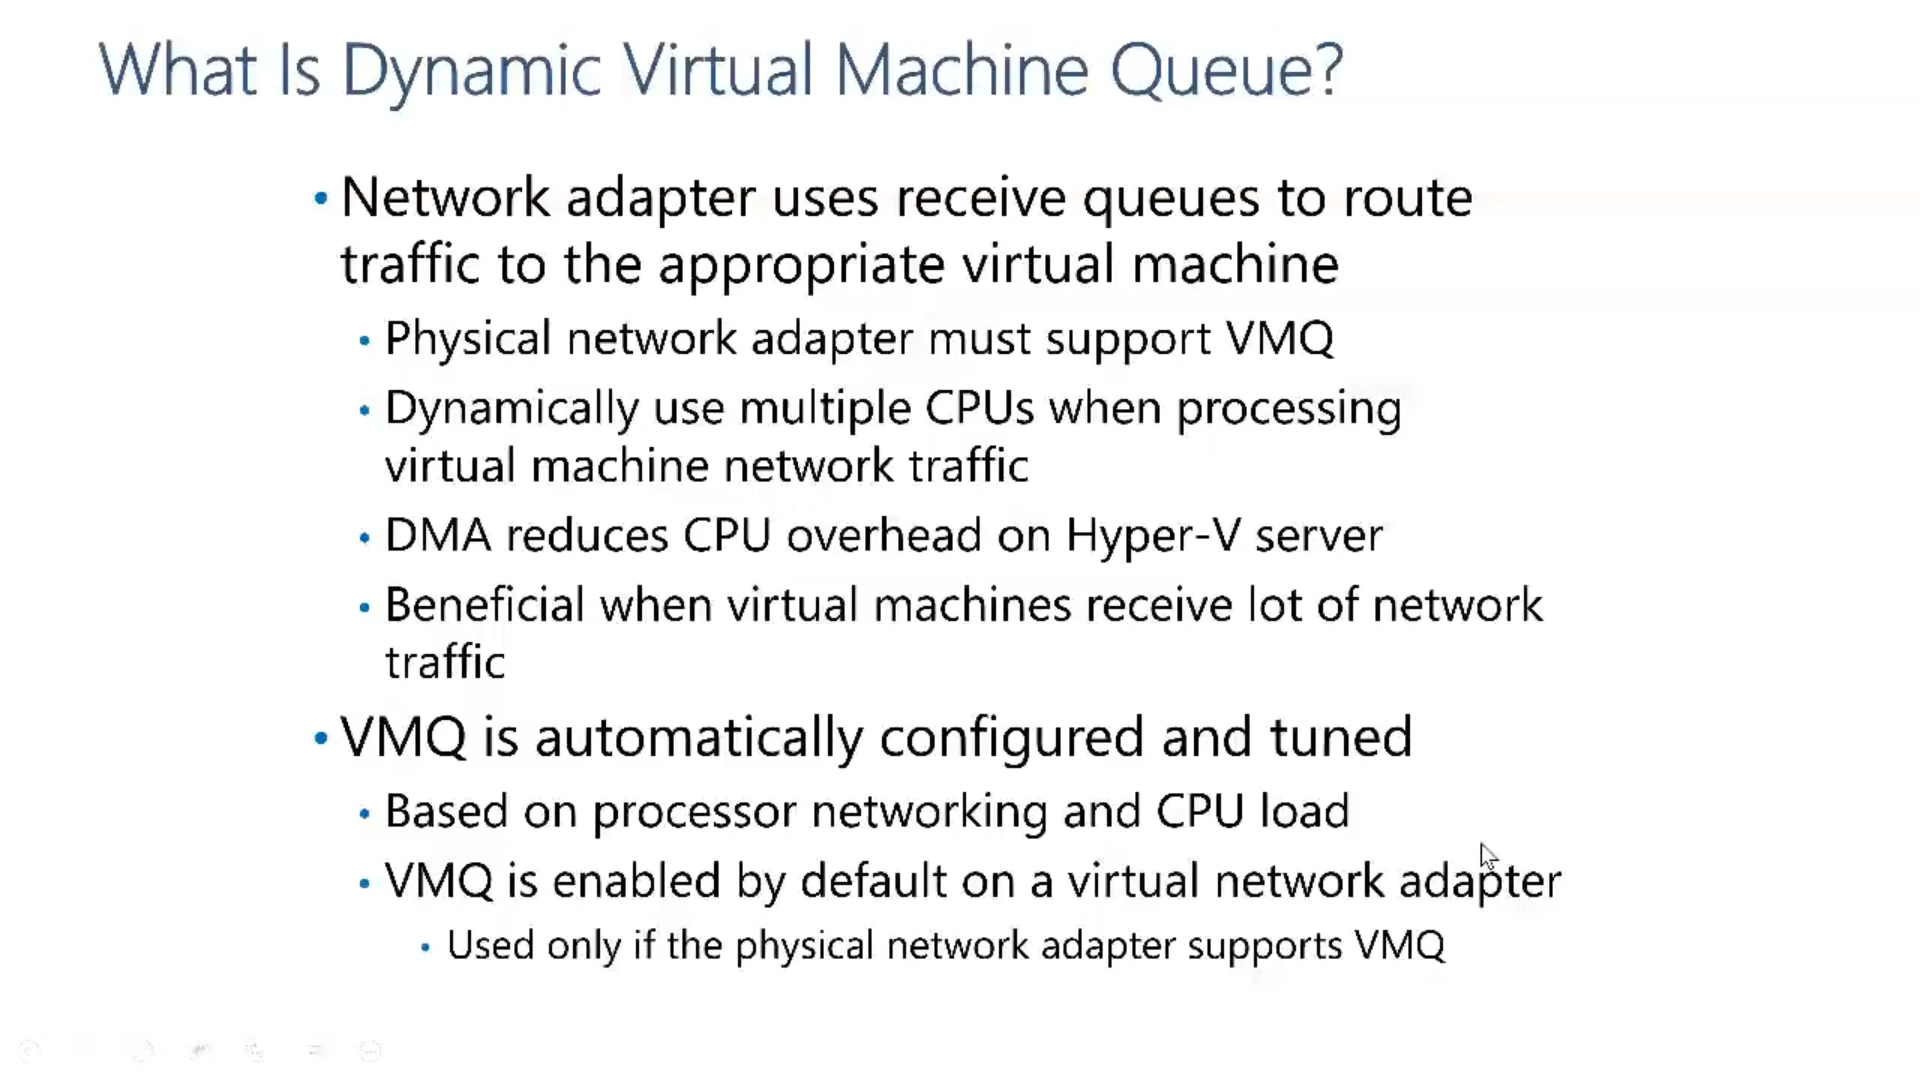 What Is Dynamic Virtual Machine Queue?
• Network adapter uses receive queues to route
traffic to the appropriate virtual machine
• Physical network adapter must support VMQ
• Dynamically use multiple CPUs when processing
virtual machine network traffic
• DMA reduces CPU overhead on Hyper-V server
• Beneficial when virtual machines receive lot of network
traffic
• VMQ is automatically configured and tuned
• Based on processor networking and CPU load
• VMQ is enabled by default on a virtual network adapter
• Used only if the physical network adapter supports VMQ